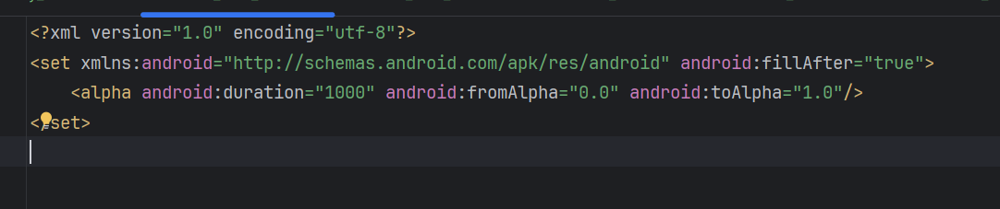 <?xml version="1.0" encoding="utf-8"?>
<set xmlns:android="http://schemas.android.com/apk/res/android" android:fillAfter="true">
    <alpha android:duration="1000" android:fromAlpha="0.0" android:toAlpha="1.0"/>
</set>